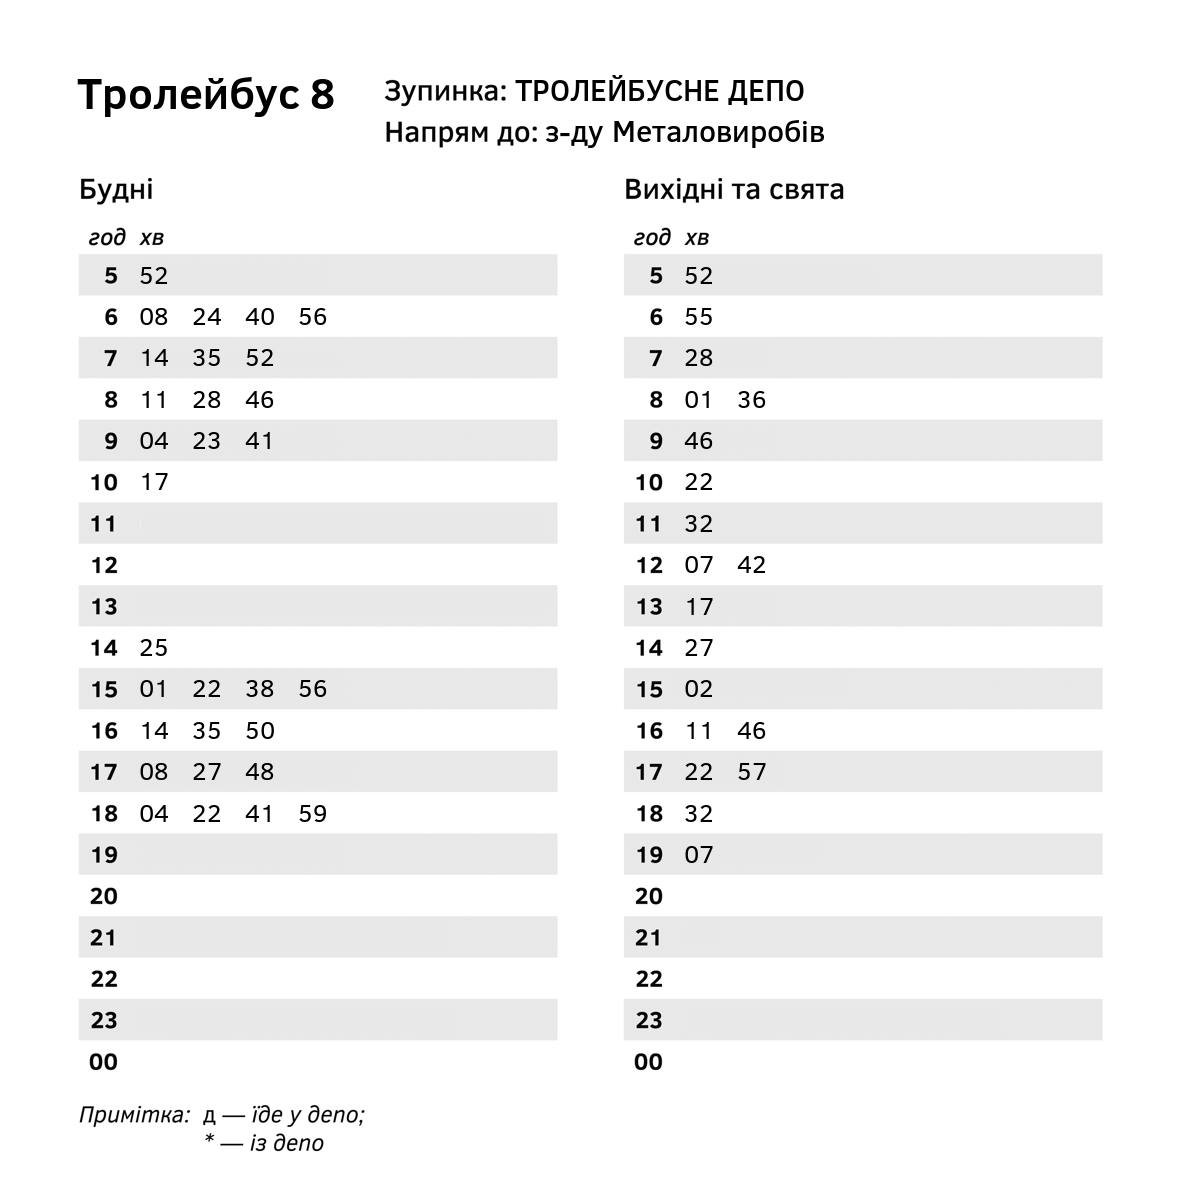 Тролейбус 8
Зупинка: ТРОЛЕЙБУСНЕ ДЕПО
Напрям до: з-ду Металовиробів
Будні
год хв
5 52
6 08 24 40 56
7 14 35 52
8 11 28 46
9 04 23 41
10 17
11
12
13
14 25
15 01 22 38 56
16 14 35 50
17 08 27 48
18 04 22 41 59
19
20
21
22
23
00
Вихідні та свята
год хв
5 52
6 55
7 28
8 01 36
9 46
10 22
11 32
12 07 42
13 17
14 27
15 02
16 11 46
17 22 57
18 32
19 07
20
21
22
23
00
Примітка: д — їде у депо;
* — із депо